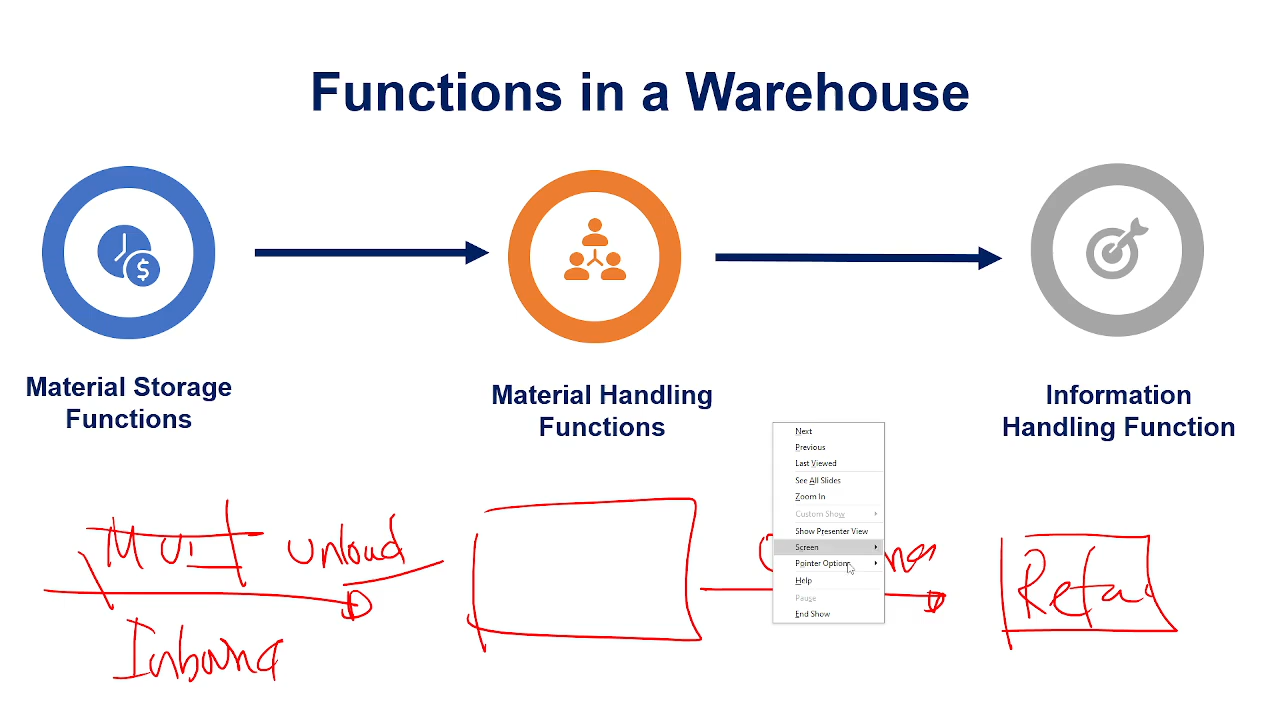 Functions in a Warehouse
Material Storage
Functions
Material Handling
Functions
Information
Handling Function
Next
Previous
Last Viewed
See All Slides
Zoom In
Custom Show
Show Presenter View
Screen
Pointer Options
Help
Pause
End Show
Unload
Inbound